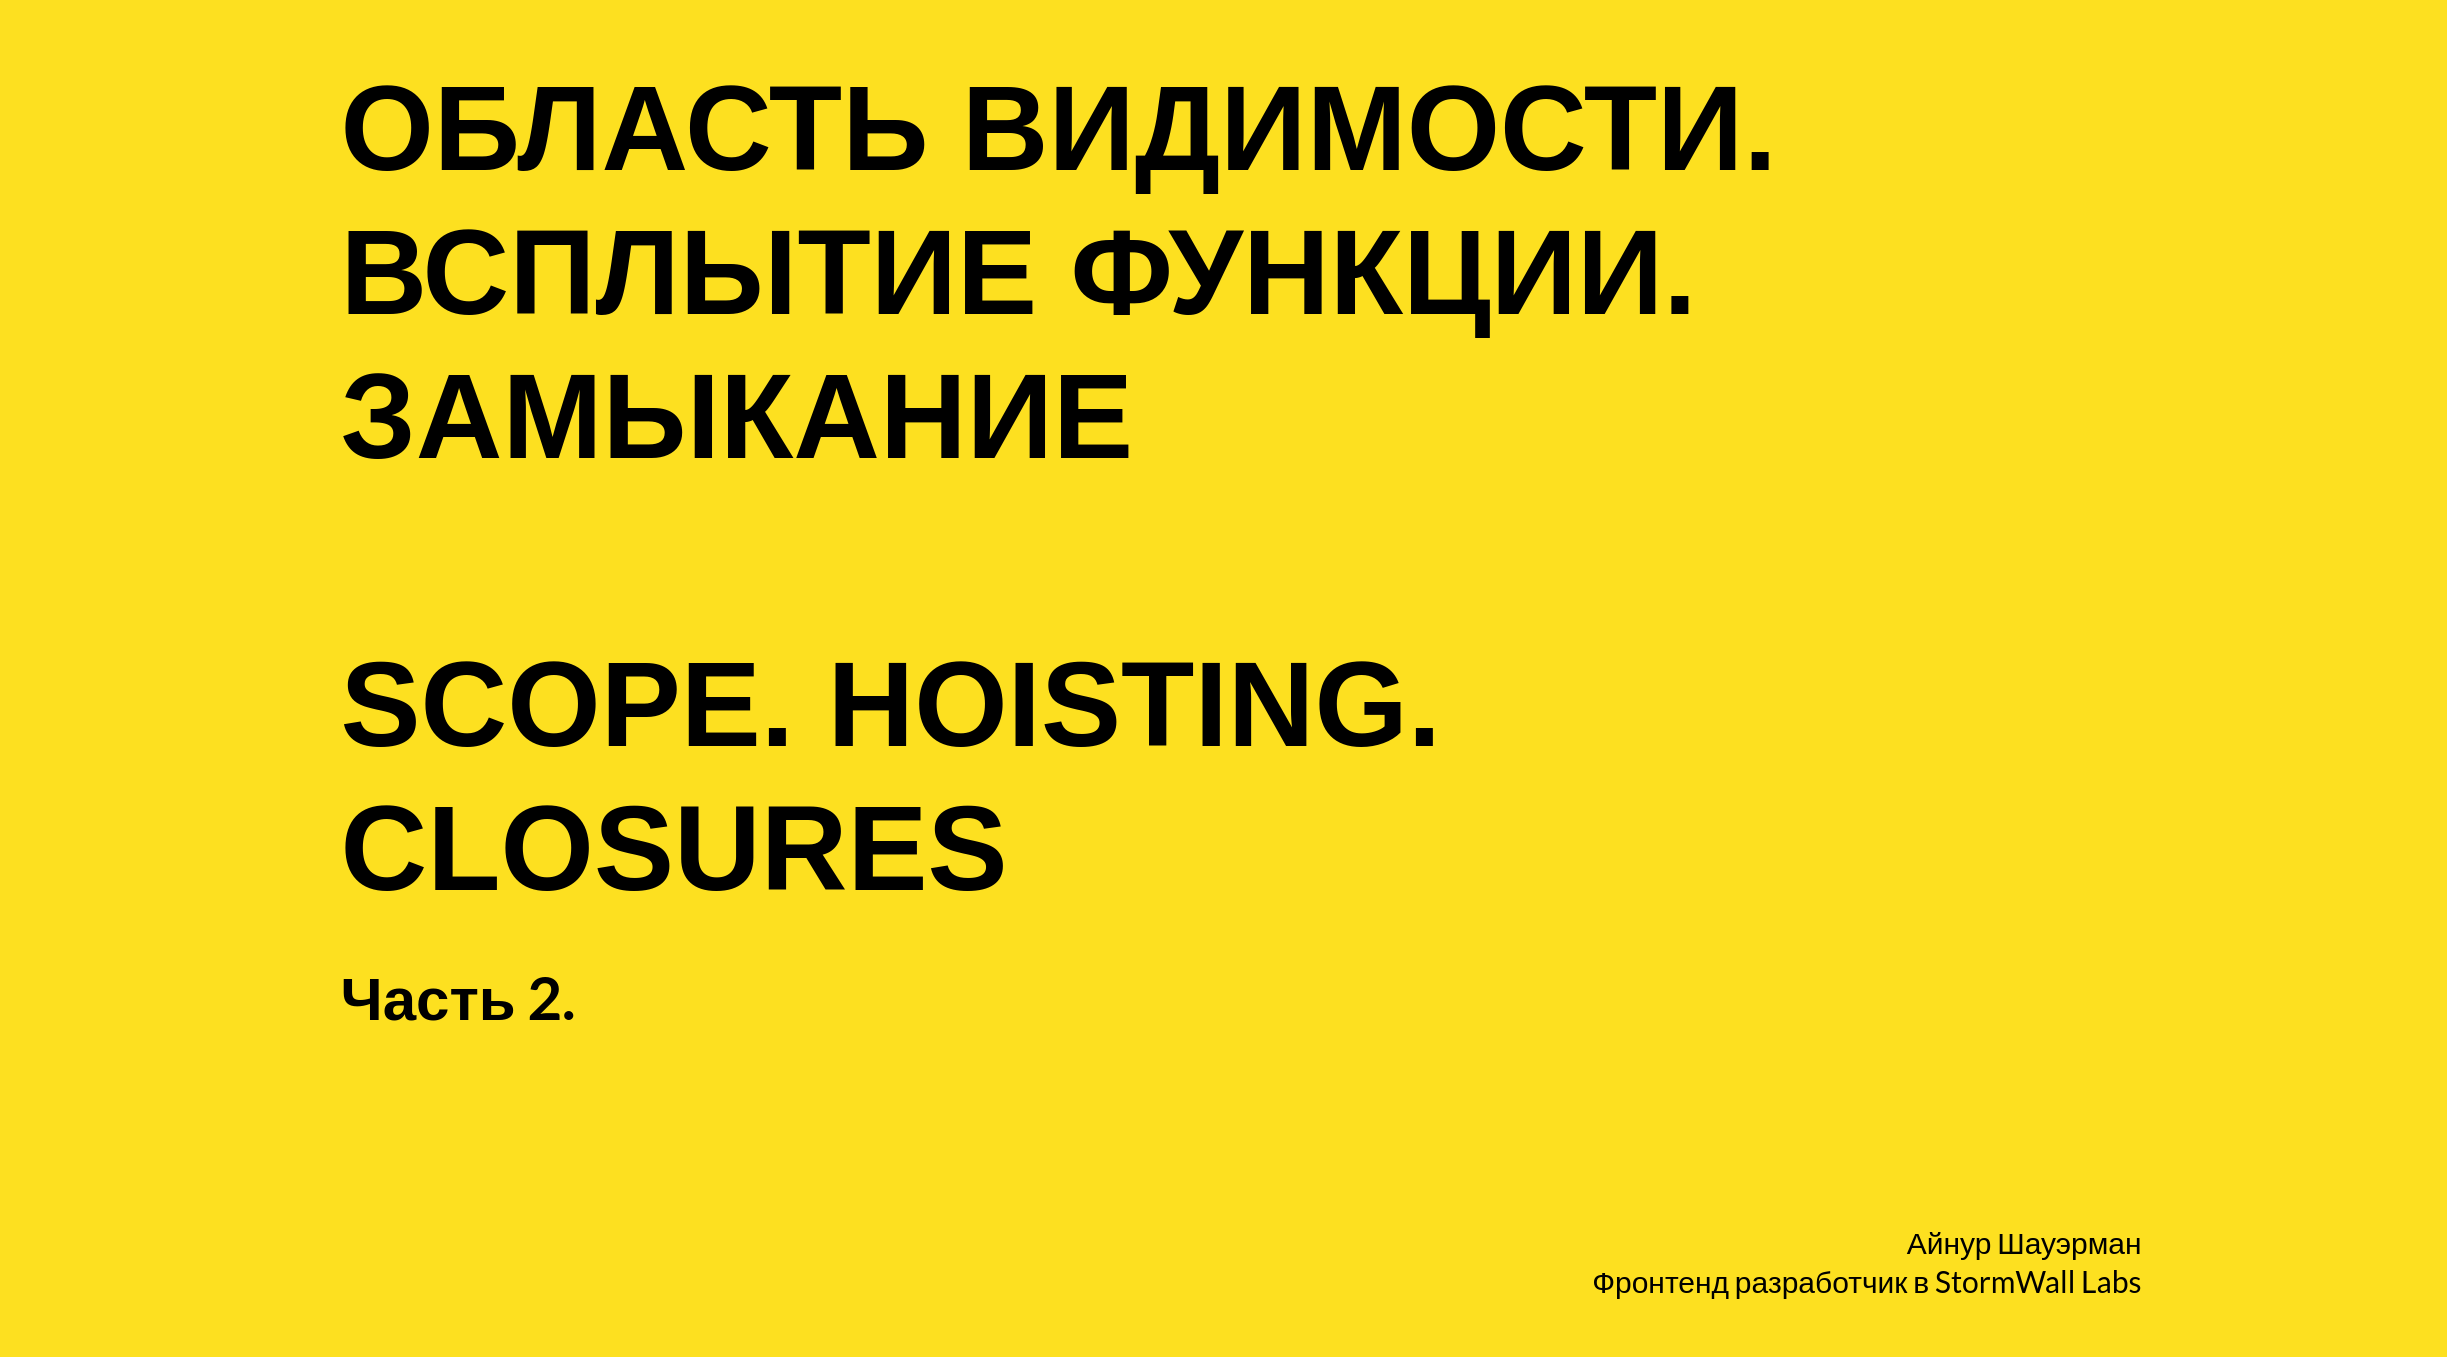 ОБЛАСТЬ ВИДИМОСТИ.
ВСПЛЫТИЕ ФУНКЦИИ.
ЗАМЫКАНИЕ
SCOPE. HOISTING.
CLOSURES
Часть 2.
Айнур Шауэрман
Фронтенд разработчик в StormWall Labs